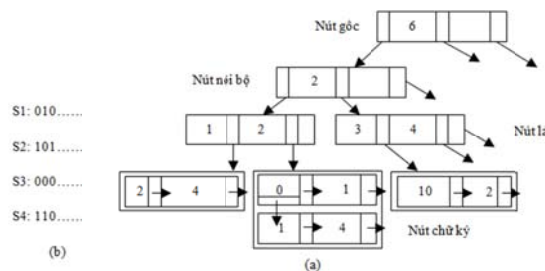 Nút gốc 6
Nút nội bộ 2
1 2 3 4 Nút lá
S1: 010......
S2: 101......
S3: 000......
S4: 110......
2 4 0 1 10 2
1 4 Nút chữ ký
(b) (a)